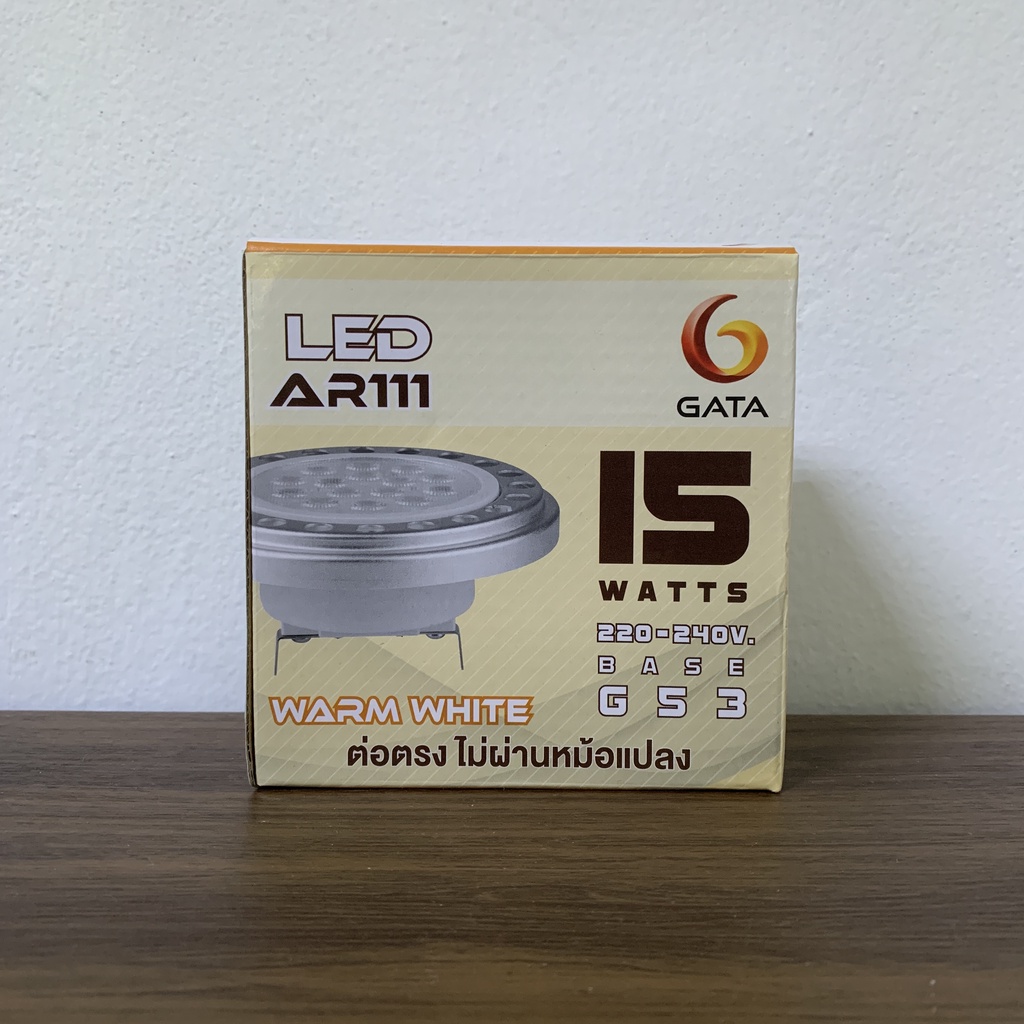 LED
AR111
GATA
15
WATTS
220-240V.
BASE
G53
WARM WHITE
ต่อตรง ไม่ผ่านหม้อแปลง